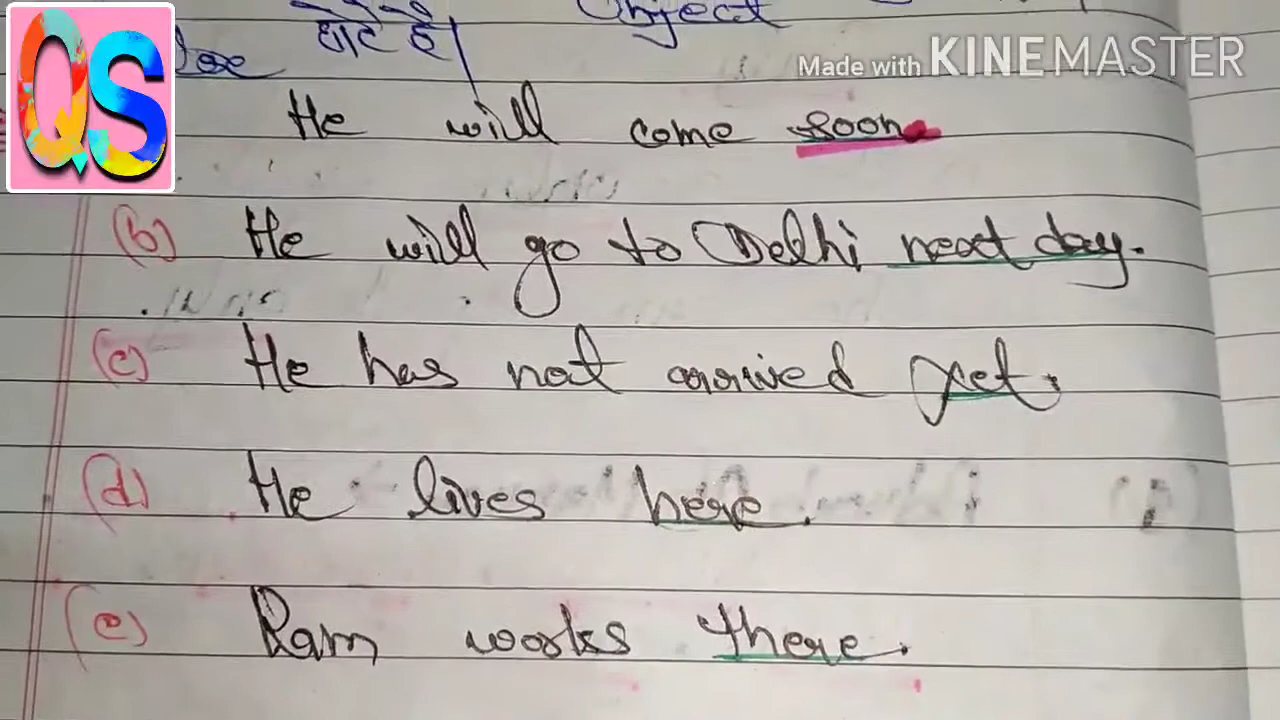 QS
होते हैं। Object
Made with KINEMASTER
He will come soon.
(b) He will go to Delhi next day.
(c) He has not arrived yet.
(d) He lives here.
(e) Ram works there.